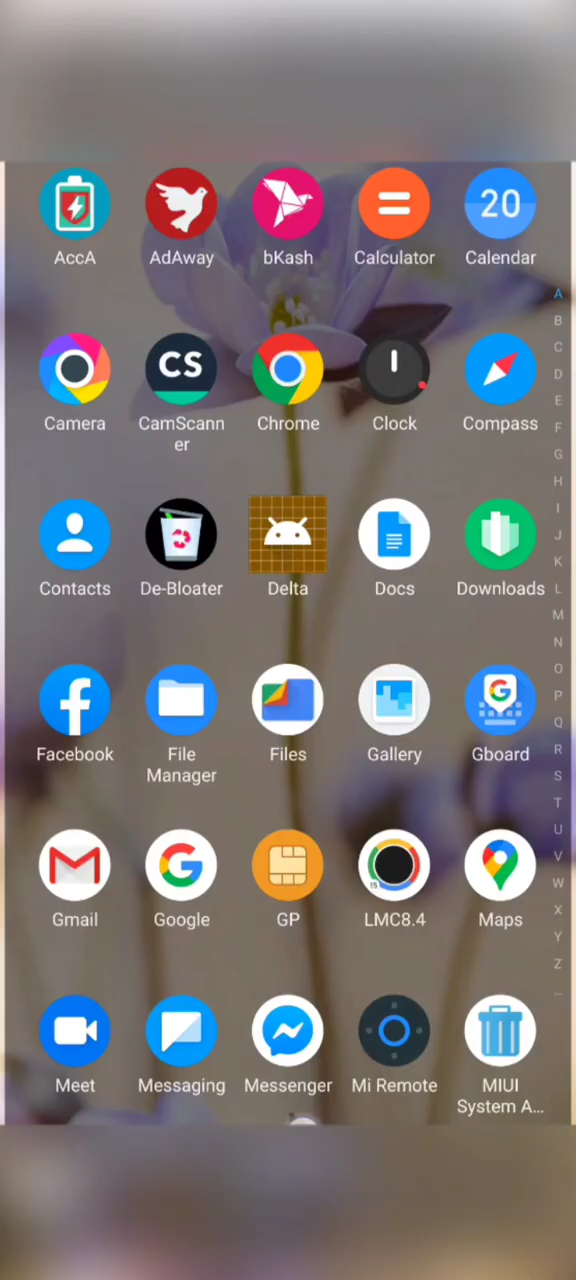 AccA
AdAway
bKash
Calculator
20
Calendar
Camera
CS
CamScann
er
Chrome
Clock
Compass
Contacts
De-Bloater
Delta
Docs
Downloads
Facebook
File
Manager
Files
Gallery
G
Gboard
Gmail
G
Google
GP
LMC8.4
Maps
Meet
Messaging
Messenger
Mi Remote
MIUI
System A...
A
B
C
D
E
F
G
H
I
J
K
L
M
N
O
P
Q
R
S
T
U
V
W
X
Y
Z
...